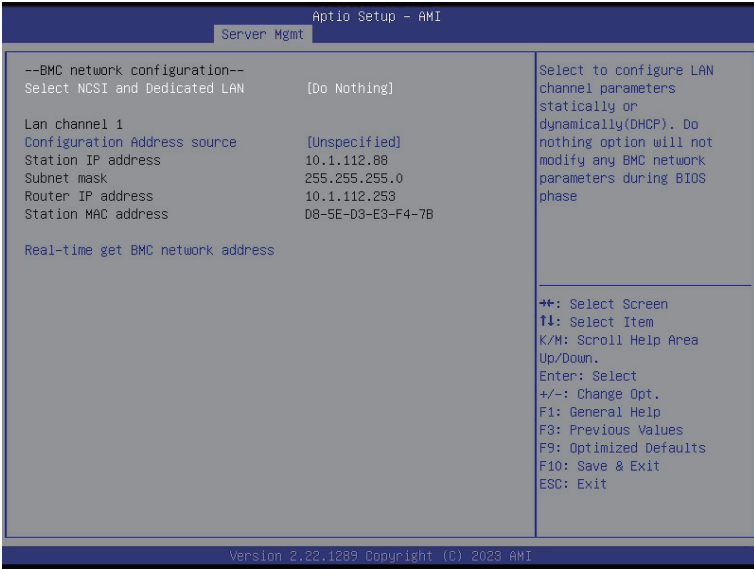 Aptio Setup – AMI
Server Mgmt
--BMC network configuration--
Select NCSI and Dedicated LAN [Do Nothing]
Lan channel 1
Configuration Address source [Unspecified]
Station IP address 10.1.112.88
Subnet mask 255.255.255.0
Router IP address 10.1.112.253
Station MAC address D8-5E-D3-E3-F4-7B
Real-time get BMC network address
Select to configure LAN
channel parameters
statically or
dynamically(DHCP). Do
nothing option will not
modify any BMC network
parameters during BIOS
phase
→←: Select Screen
↑↓: Select Item
K/M: Scroll Help Area
Up/Down.
Enter: Select
+/-: Change Opt.
F1: General Help
F3: Previous Values
F9: Optimized Defaults
F10: Save & Exit
ESC: Exit
Version 2.22.1289 Copyright (C) 2023 AMI